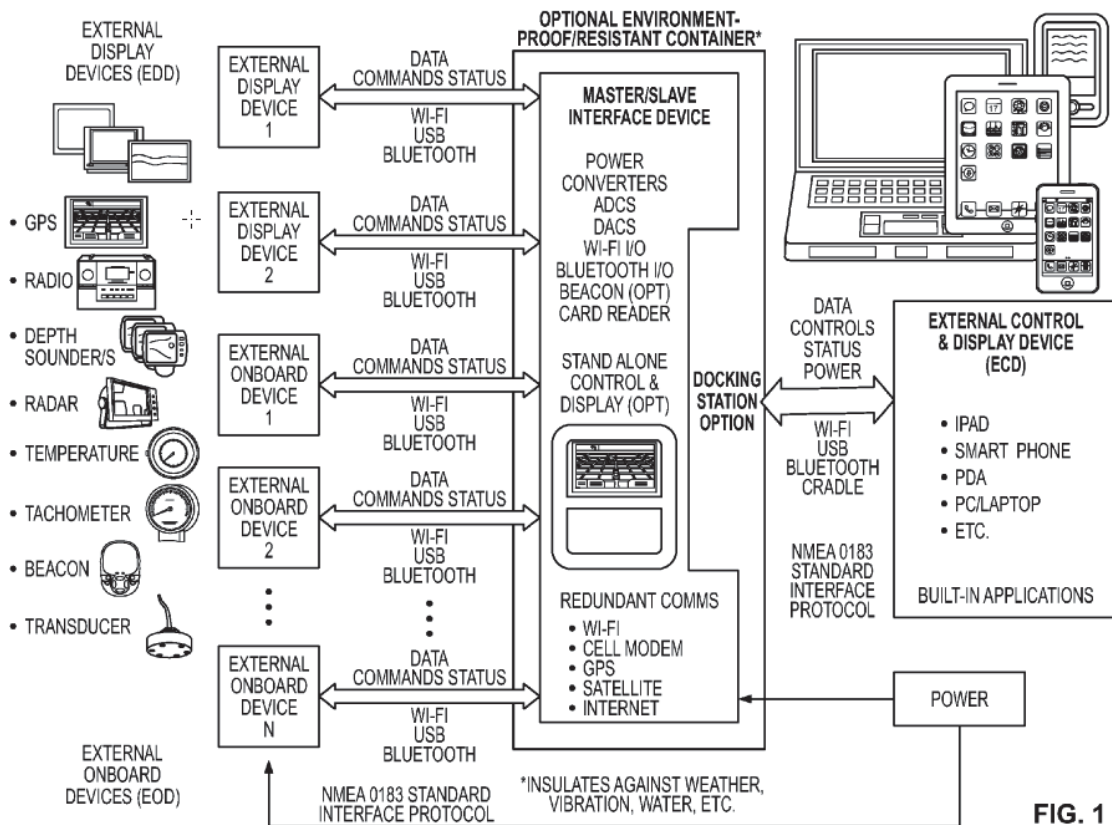 EXTERNAL
DISPLAY
DEVICES (EDD)
• GPS
• RADIO
• DEPTH
SOUNDER/S
• RADAR
• TEMPERATURE
• TACHOMETER
• BEACON
• TRANSDUCER
EXTERNAL
ONBOARD
DEVICES (EOD)
EXTERNAL
DISPLAY
DEVICE
1
DATA
COMMANDS STATUS
WI-FI
USB
BLUETOOTH
EXTERNAL
DISPLAY
DEVICE
2
DATA
COMMANDS STATUS
WI-FI
USB
BLUETOOTH
EXTERNAL
ONBOARD
DEVICE
1
DATA
COMMANDS STATUS
WI-FI
USB
BLUETOOTH
EXTERNAL
ONBOARD
DEVICE
2
DATA
COMMANDS STATUS
WI-FI
USB
BLUETOOTH
EXTERNAL
ONBOARD
DEVICE
N
DATA
COMMANDS STATUS
WI-FI
USB
BLUETOOTH
NMEA 0183 STANDARD
INTERFACE PROTOCOL
OPTIONAL ENVIRONMENT-
PROOF/RESISTANT CONTAINER*
MASTER/SLAVE
INTERFACE DEVICE
POWER
CONVERTERS
ADCS
DACS
WI-FI I/O
BLUETOOTH I/O
BEACON (OPT)
CARD READER
STAND ALONE
CONTROL &
DISPLAY (OPT)
REDUNDANT COMMS
• WI-FI
• CELL MODEM
• GPS
• SATELLITE
• INTERNET
DOCKING
STATION
OPTION
*INSULATES AGAINST WEATHER,
VIBRATION, WATER, ETC.
17
DATA
CONTROLS
STATUS
POWER
WI-FI
USB
BLUETOOTH
CRADLE
NMEA 0183
STANDARD
INTERFACE
PROTOCOL
EXTERNAL CONTROL
& DISPLAY DEVICE
(ECD)
• IPAD
• SMART PHONE
• PDA
• PC/LAPTOP
• ETC.
BUILT-IN APPLICATIONS
POWER
FIG. 1